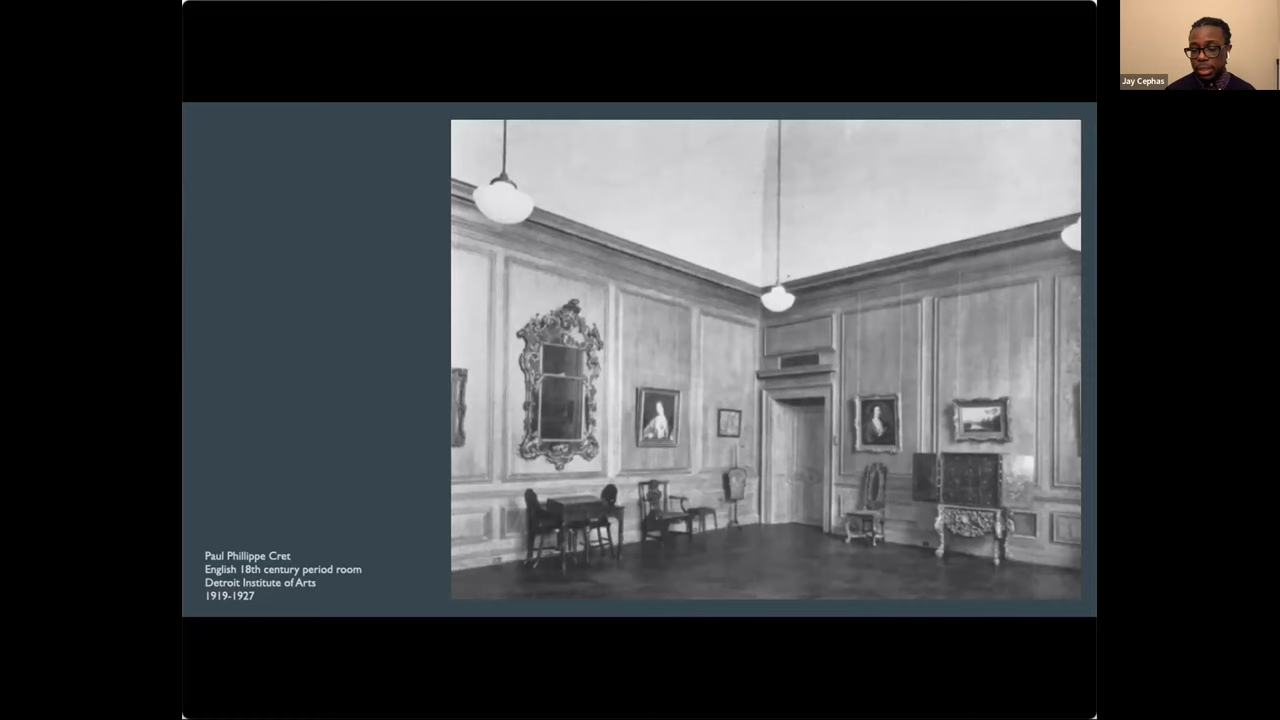 Jay Cephas
Paul Phillippe Cret
English 18th century period room
Detroit Institute of Arts
1919-1927